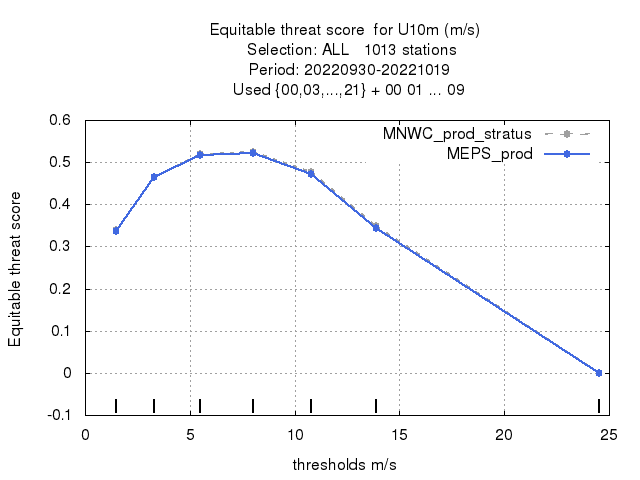 Equitable threat score for U10m (m/s)
Selection: ALL 1013 stations
Period: 20220930-20221019
Used {00,03,...,21} + 00 01 ... 09
MNWC_prod_stratus
MEPS_prod
Equitable threat score
0.6
0.5
0.4
0.3
0.2
0.1
0
-0.1
0 5 10 15 20 25
thresholds m/s